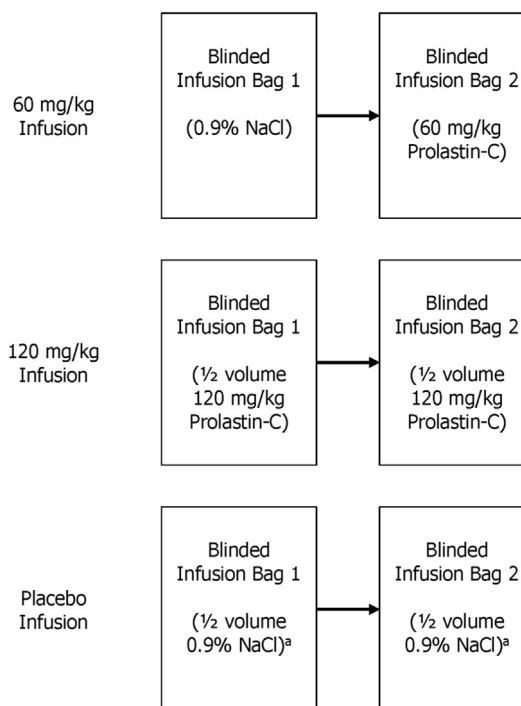 60 mg/kg
Infusion
Blinded
Infusion Bag 1
(0.9% NaCl)
Blinded
Infusion Bag 2
(60 mg/kg
Prolastin-C)
120 mg/kg
Infusion
Blinded
Infusion Bag 1
(½ volume
120 mg/kg
Prolastin-C)
Blinded
Infusion Bag 2
(½ volume
120 mg/kg
Prolastin-C)
Placebo
Infusion
Blinded
Infusion Bag 1
(½ volume
0.9% NaCl)ª
Blinded
Infusion Bag 2
(½ volume
0.9% NaCl)ª